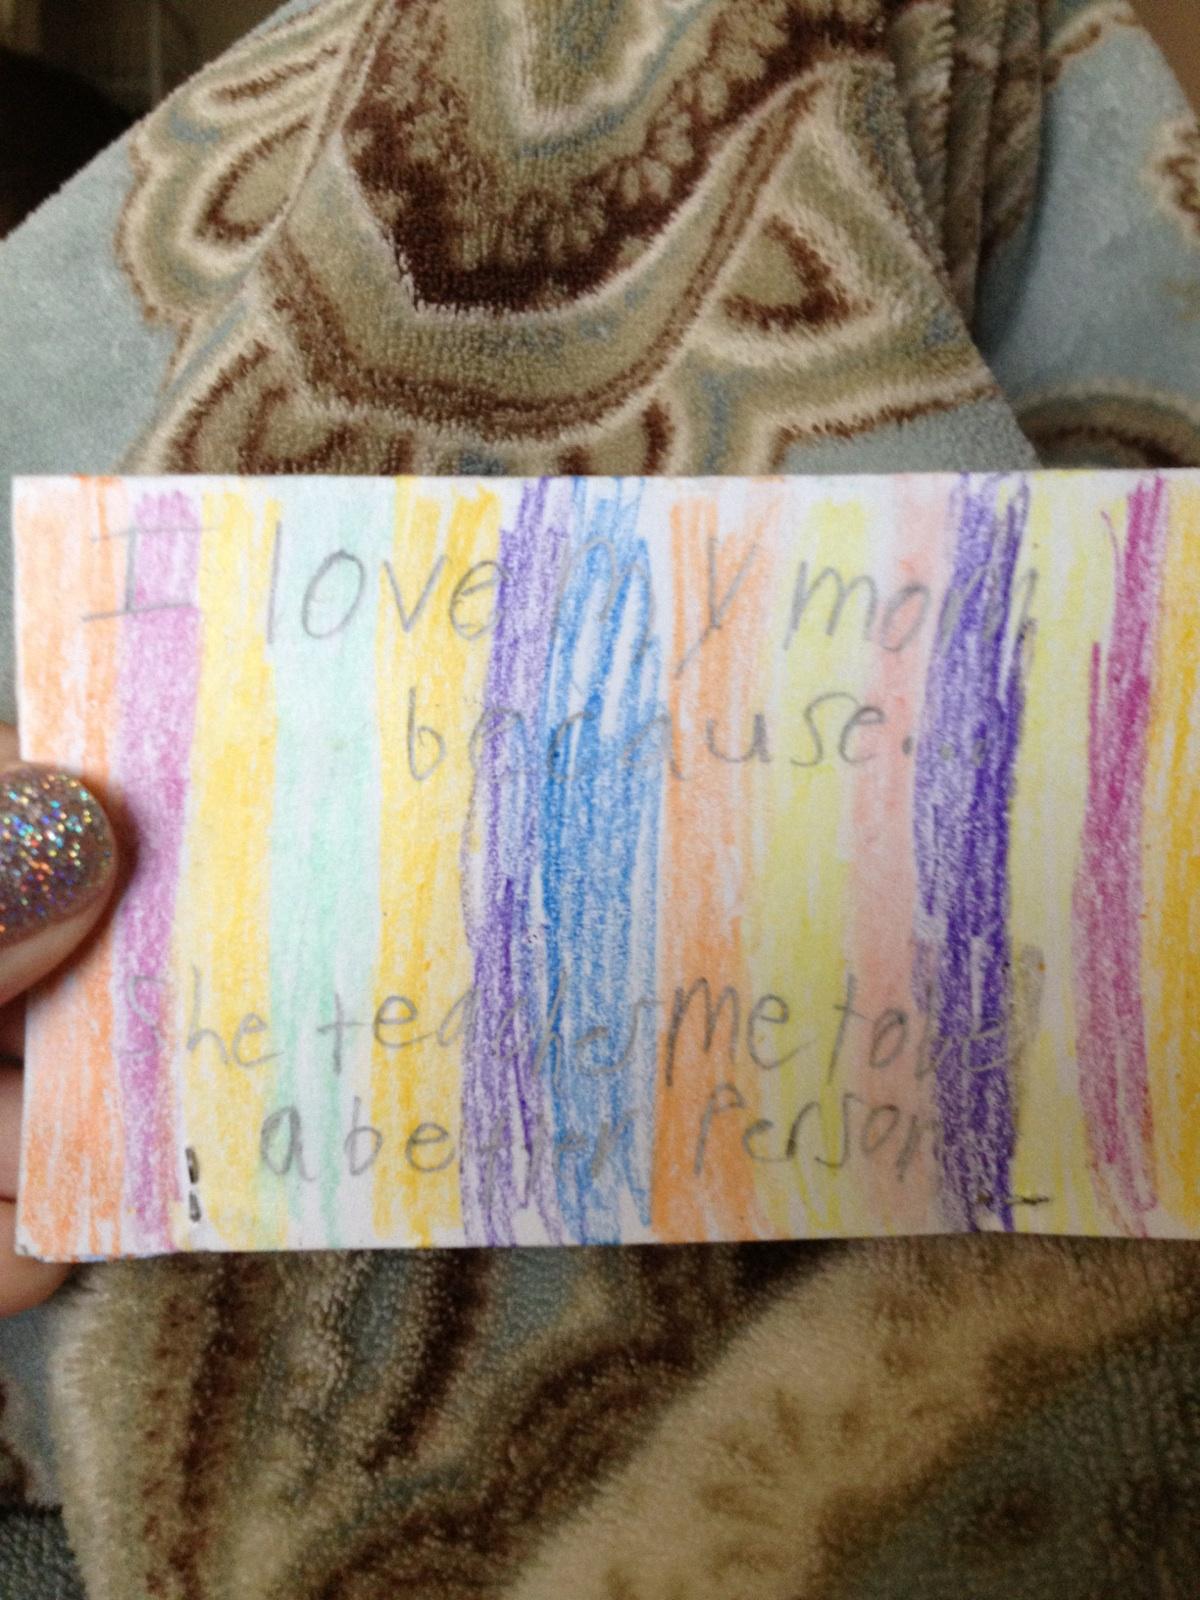 I love my mom
because...
She teaches me to be
a better Person